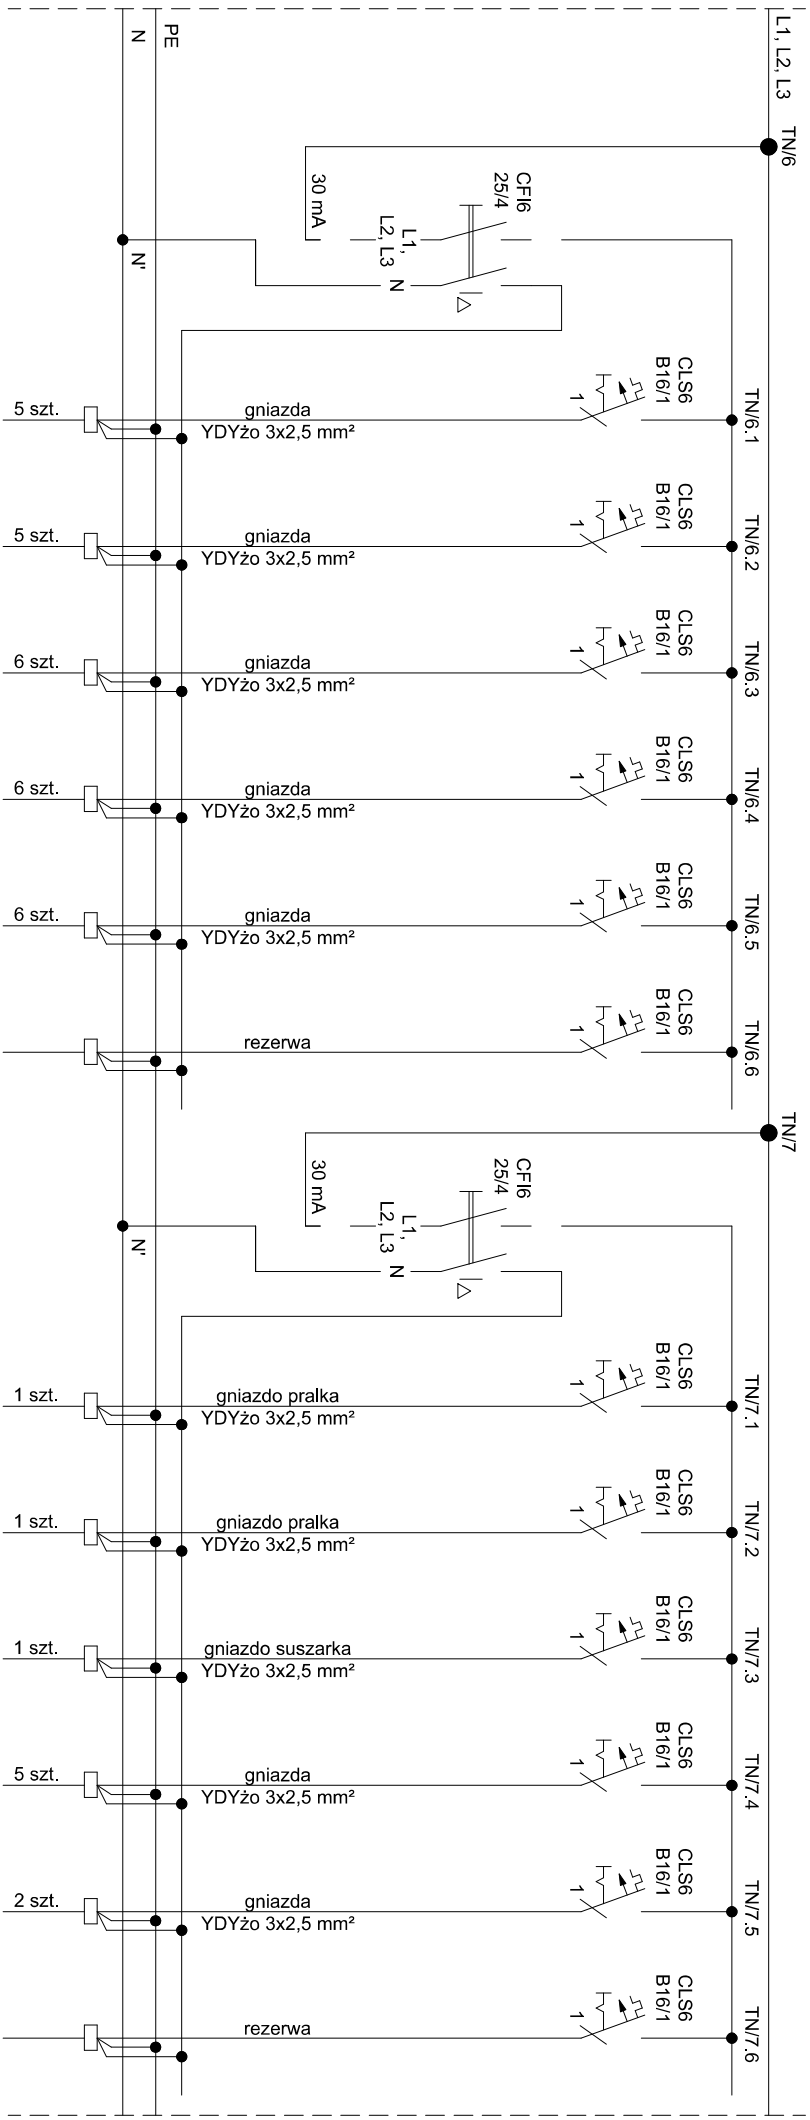 L1, L2, L3
PE
N
TN/6
CFI6
25/4
30 mA
L1,
L2, L3
N
N'
TN/6.1
CLS6
B16/1
1
gniazda
YDYżo 3x2,5 mm²
5 szt.
TN/6.2
CLS6
B16/1
1
gniazda
YDYżo 3x2,5 mm²
5 szt.
TN/6.3
CLS6
B16/1
1
gniazda
YDYżo 3x2,5 mm²
6 szt.
TN/6.4
CLS6
B16/1
1
gniazda
YDYżo 3x2,5 mm²
6 szt.
TN/6.5
CLS6
B16/1
1
gniazda
YDYżo 3x2,5 mm²
6 szt.
TN/6.6
CLS6
B16/1
1
rezerwa
TN/7
CFI6
25/4
30 mA
L1,
L2, L3
N
N'
TN/7.1
CLS6
B16/1
1
gniazdo pralka
YDYżo 3x2,5 mm²
1 szt.
TN/7.2
CLS6
B16/1
1
gniazdo pralka
YDYżo 3x2,5 mm²
1 szt.
TN/7.3
CLS6
B16/1
1
gniazdo suszarka
YDYżo 3x2,5 mm²
1 szt.
TN/7.4
CLS6
B16/1
1
gniazda
YDYżo 3x2,5 mm²
5 szt.
TN/7.5
CLS6
B16/1
1
gniazda
YDYżo 3x2,5 mm²
2 szt.
TN/7.6
CLS6
B16/1
1
rezerwa